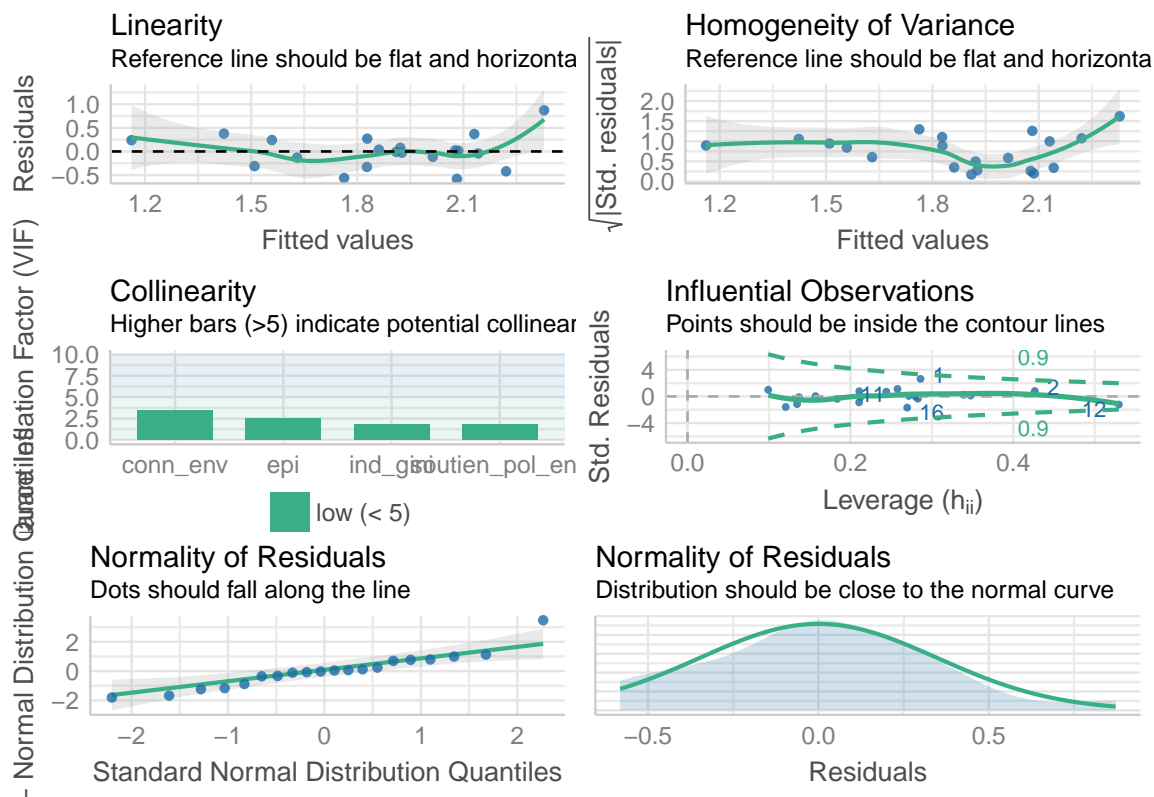 Linearity
Reference line should be flat and horizonta
Residuals
1.0
0.5
0.0
−0.5
1.2 1.5 1.8 2.1
Fitted values
Homogeneity of Variance
Reference line should be flat and horizonta
√|Std. residuals|
2.0
1.5
1.0
0.5
0.0
1.2 1.5 1.8 2.1
Fitted values
Collinearity
Higher bars (>5) indicate potential collinear
Inflation Factor (VIF)
10.0
7.5
5.0
2.5
0.0
conn_env epi ind_gini soutien_pol_en
low (< 5)
Influential Observations
Points should be inside the contour lines
Std. Residuals
4
0
−4
0.9
1
11
2
16
12
0.9
0.0 0.2 0.4
Leverage (hii)
Normality of Residuals
Dots should fall along the line
− Normal Distribution Quantiles
2
0
−2
−2 −1 0 1 2
Standard Normal Distribution Quantiles
Normality of Residuals
Distribution should be close to the normal curve
−0.5 0.0 0.5
Residuals